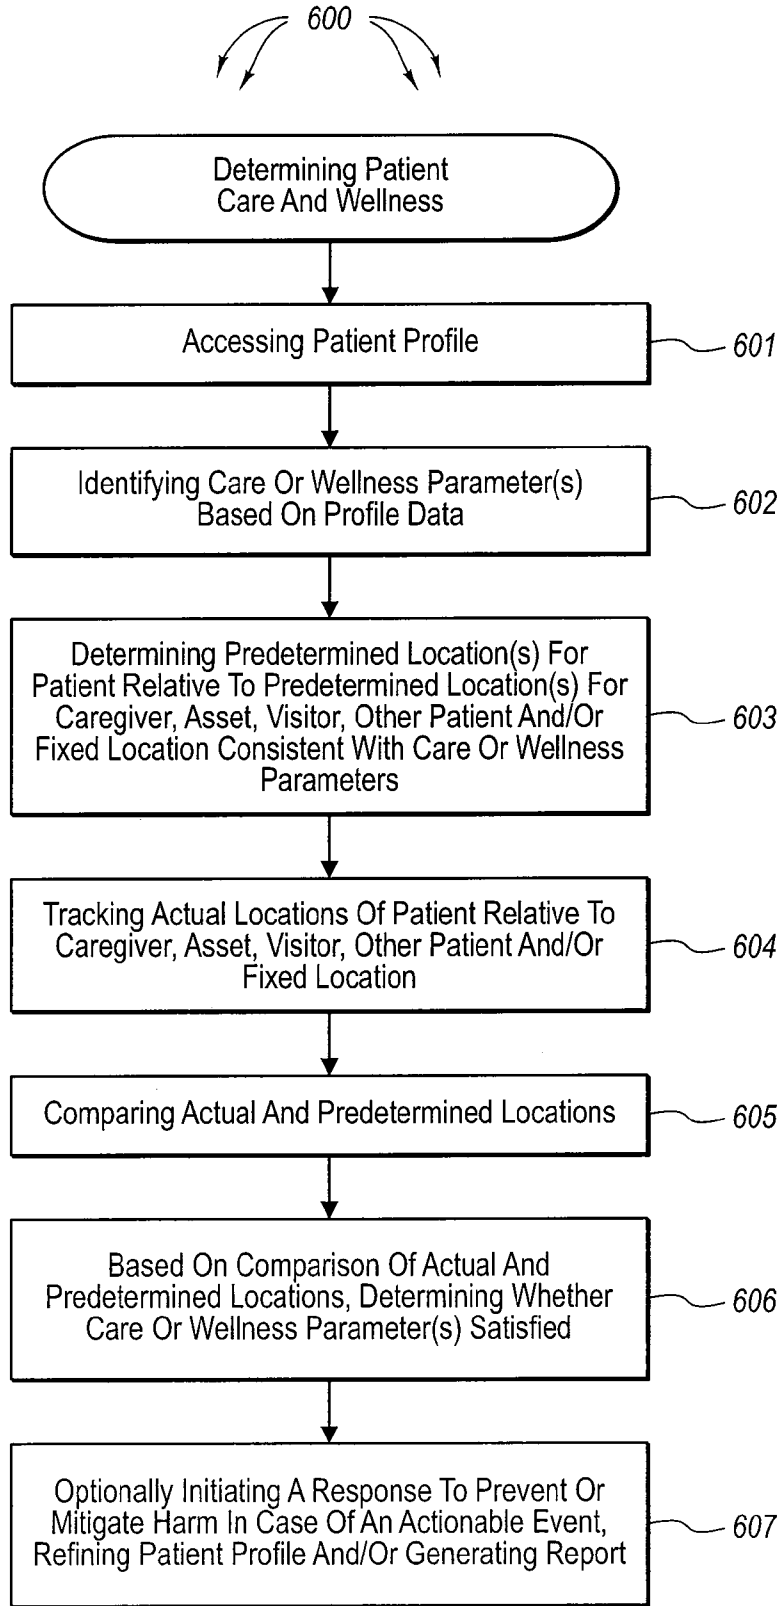 600
Determining Patient
Care And Wellness
Accessing Patient Profile
601
Identifying Care Or Wellness Parameter(s)
Based On Profile Data
602
Determining Predetermined Location(s) For
Patient Relative To Predetermined Location(s) For
Caregiver, Asset, Visitor, Other Patient And/Or
Fixed Location Consistent With Care Or Wellness
Parameters
603
Tracking Actual Locations Of Patient Relative To
Caregiver, Asset, Visitor, Other Patient And/Or
Fixed Location
604
Comparing Actual And Predetermined Locations
605
Based On Comparison Of Actual And
Predetermined Locations, Determining Whether
Care Or Wellness Parameter(s) Satisfied
606
Optionally Initiating A Response To Prevent Or
Mitigate Harm In Case Of An Actionable Event,
Refining Patient Profile And/Or Generating Report
607